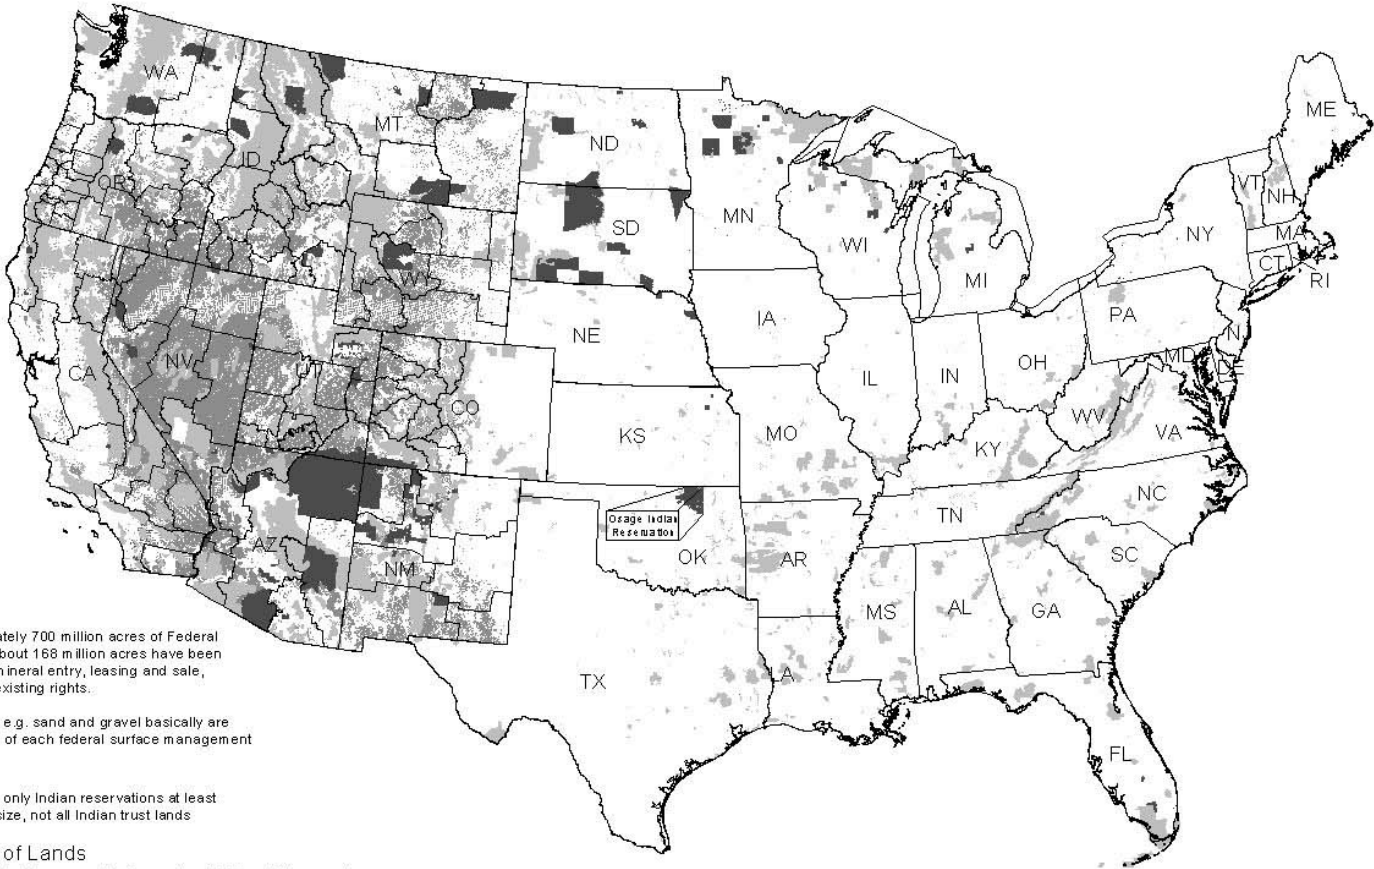 WA
MT
ND
MN
ID
OR
SD
WI
MI
ME
VT
NH
NY
MA
CT
RI
WY
NE
IA
PA
NJ
NV
UT
CA
CO
IL
IN
OH
MD
DE
WV
VA
KS
MO
KY
NC
TN
Osage Indian
Reservation
OK
AR
SC
AZ
NM
MS
AL
GA
TX
LA
FL
ately 700 million acres of Federal
bout 168 million acres have been
ineral entry, leasing and sale,
existing rights.
e.g. sand and gravel basically are
of each federal surface management
only Indian reservations at least
size, not all Indian trust lands
of Lands